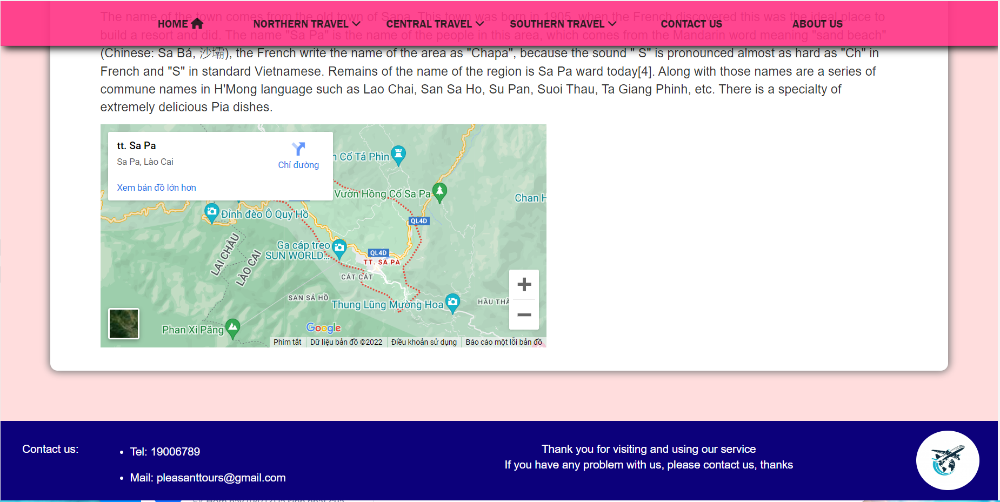 The name of the town comes from the old town of Sapa. This town was born in 1905, when the French discovered this was the ideal place to
HOME NORTHERN TRAVEL CENTRAL TRAVEL SOUTHERN TRAVEL CONTACT US ABOUT US
build a resort and did. The name "Sa Pa" is the name of the people in this area, which comes from the Mandarin word meaning "sand beach"
(Chinese: Sa Bá, 沙壩), the French write the name of the area as "Chapa", because the sound " S" is pronounced almost as hard as "Ch" in
French and "S" in standard Vietnamese. Remains of the name of the region is Sa Pa ward today[4]. Along with those names are a series of
commune names in H'Mong language such as Lao Chai, San Sa Ho, Su Pan, Suoi Thau, Ta Giang Phinh, etc. There is a specialty of
extremely delicious Pia dishes.
tt. Sa Pa
Sa Pa, Lào Cai
Chỉ đường
Xem bản đồ lớn hơn
n Cổ Tả Phìn
Vườn Hồng Cổ Sa Pa
Chan H
Đỉnh đèo Ô Quy Hồ
QL4D
LAI CHÂU
LÀO CAI
Ga cáp treo
SUN WORLD...
QL4D
TT. SA PA
CÁT CÁT
SAN SẢ HỒ
Thung Lũng Mường Hoa
HẦU THÀ
Phan Xi Păng
Google
Phím tắt Dữ liệu bản đồ ©2022 Điều khoản sử dụng Báo cáo một lỗi bản đồ
Contact us:
• Tel: 19006789
• Mail: pleasanttours@gmail.com
Thank you for visiting and using our service
If you have any problem with us, please contact us, thanks